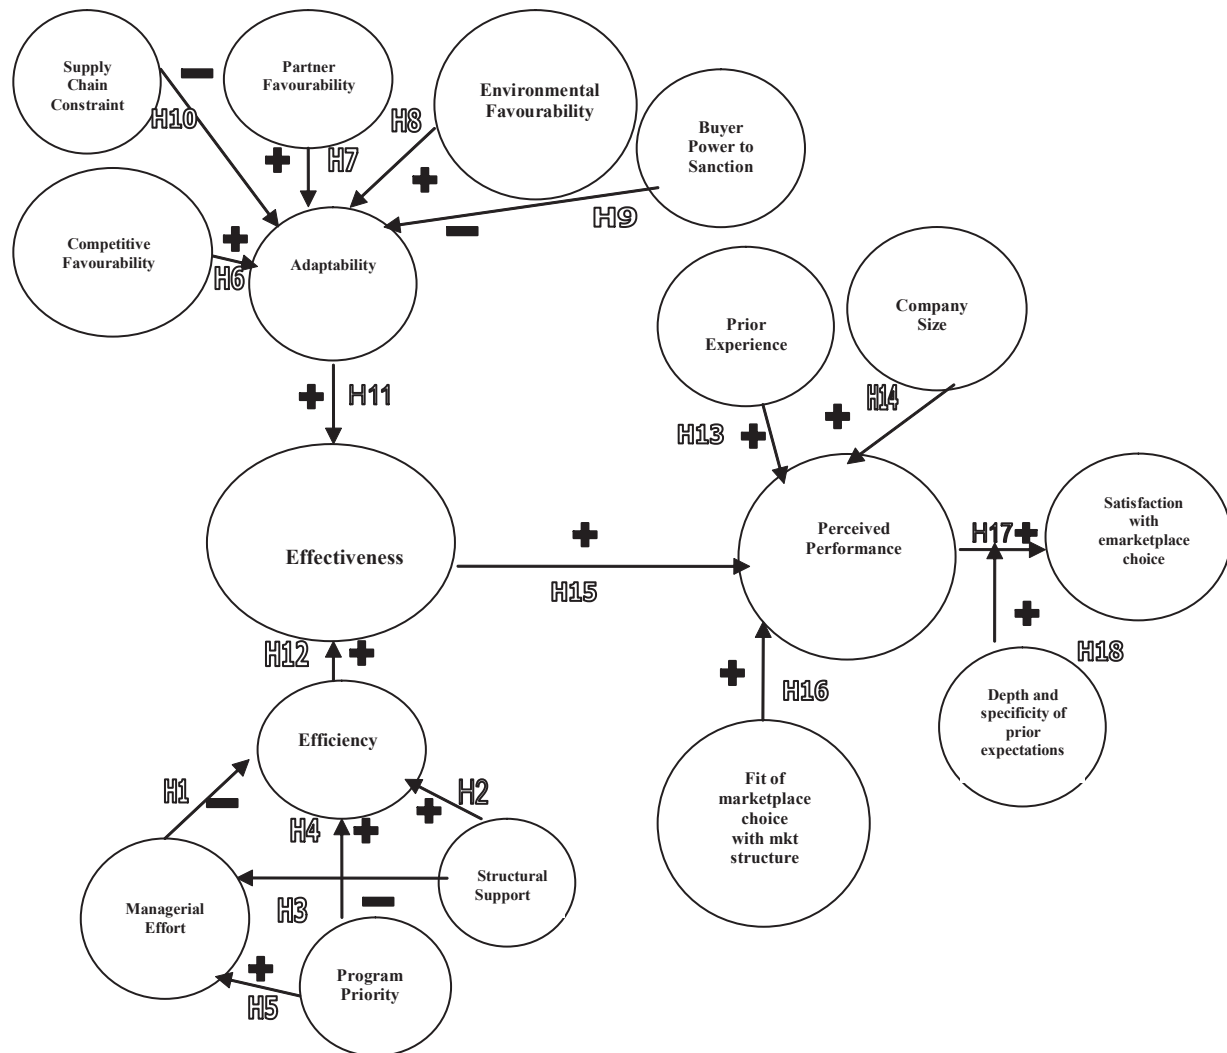 Supply
Chain
Constraint
Partner
Favourability
Environmental
Favourability
Buyer
Power to
Sanction
H10
H7
H8
H9
Competitive
Favourability
H6
Adaptability
Prior
Experience
Company
Size
H11
H13
H14
Effectiveness
H15
Perceived
Performance
H17
Satisfaction
with
emarketplace
choice
H12
H16
H18
Efficiency
Depth and
specificity of
prior
expectations
H1
H4
H2
Fit of
marketplace
choice
with mkt
structure
Managerial
Effort
H3
Structural
Support
H5
Program
Priority